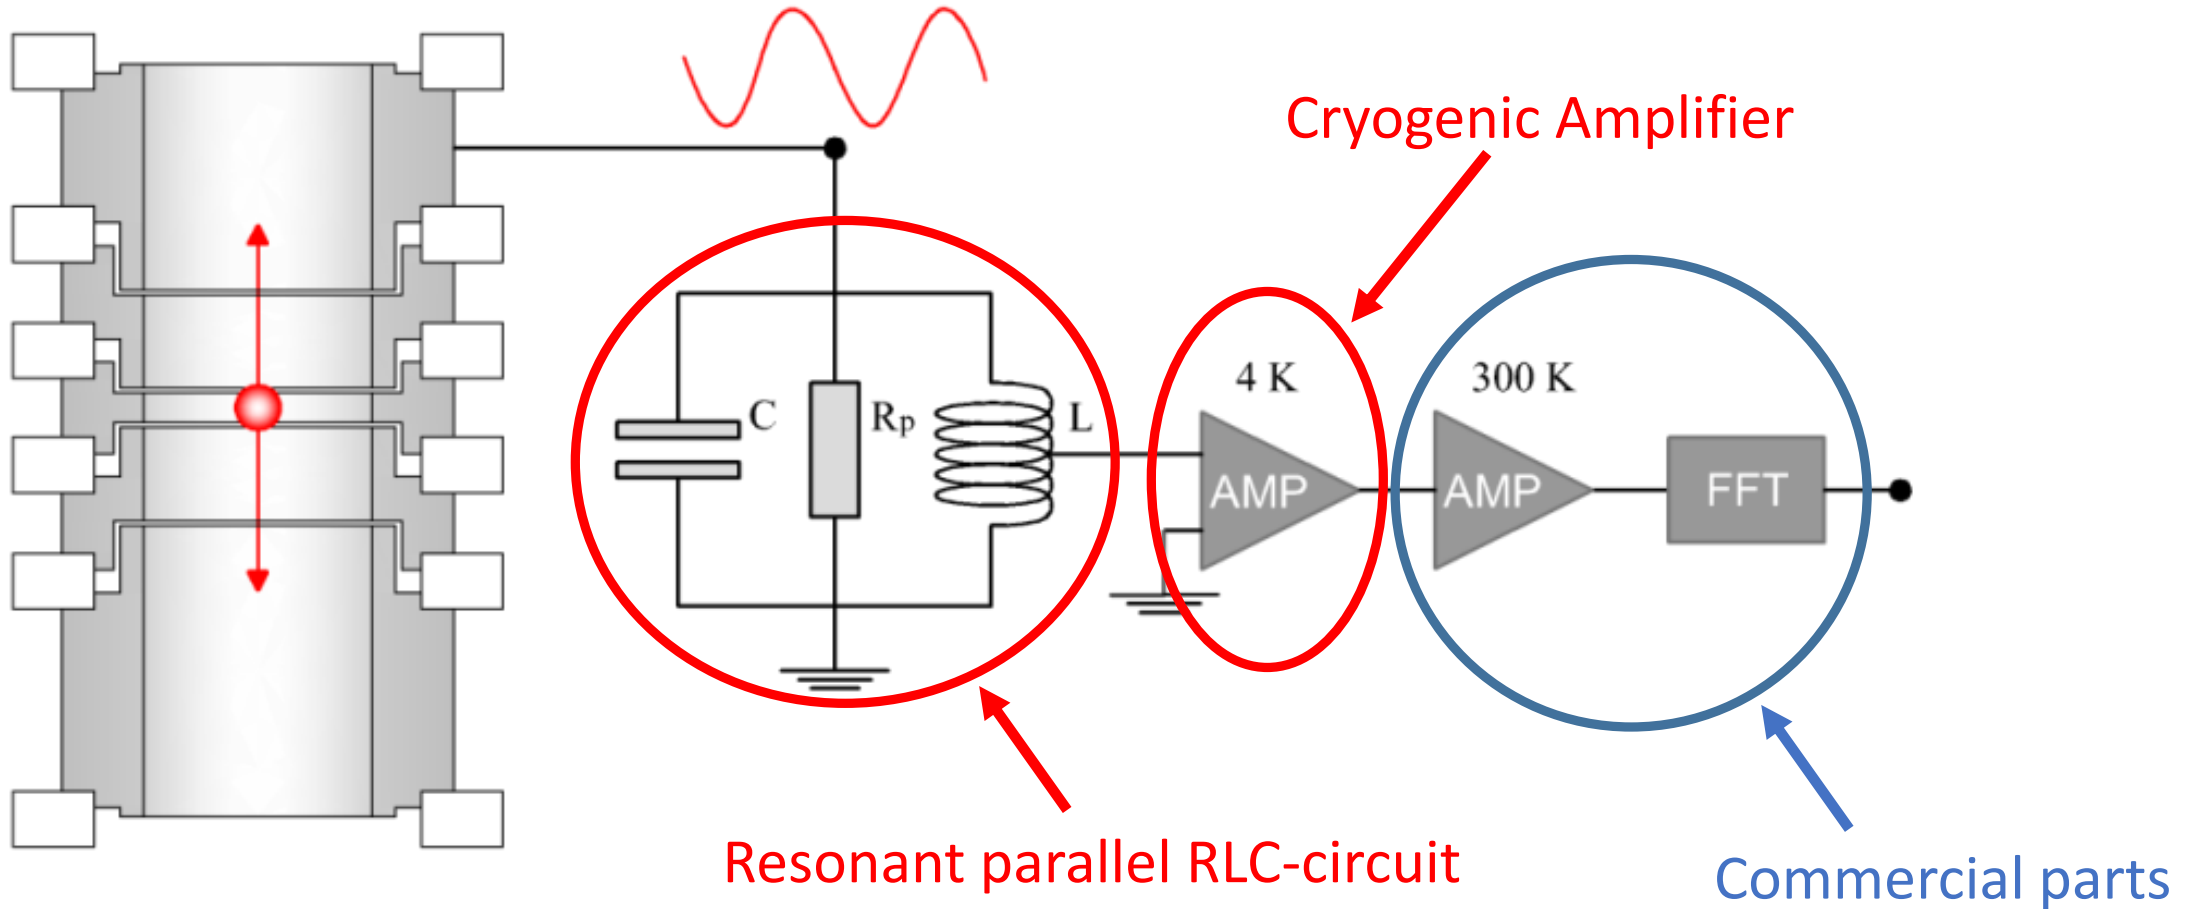 Cryogenic Amplifier
4 K
300 K
C
Rp
L
AMP
AMP
FFT
Resonant parallel RLC-circuit
Commercial parts